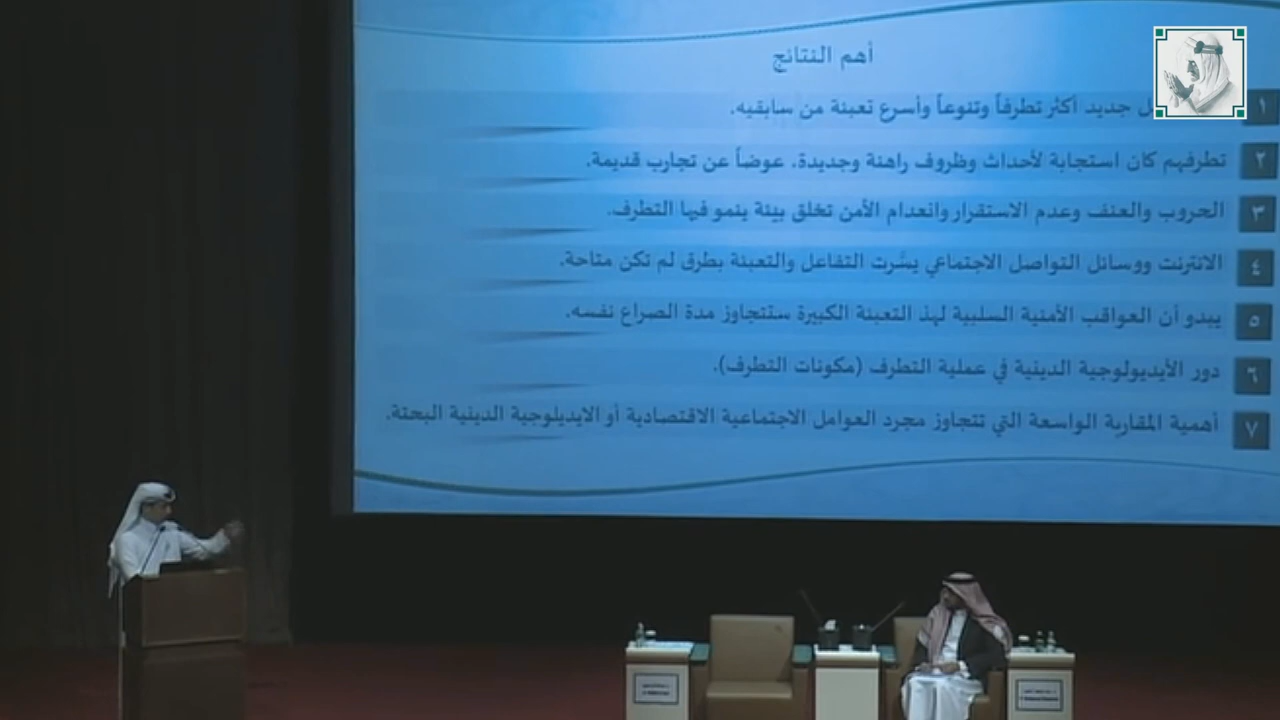 أهم النتائج
١ جديد أكثر تطرفاً وتنوعاً وأسرع تعبئة من سابقيه.
٢ تطرفهم كان استجابة لأحداث وظروف راهنة وجديدة. عوضاً عن تجارب قديمة.
٣ الحروب والعنف وعدم الاستقرار وانعدام الأمن تخلق بيئة ينمو فيها التطرف.
٤ الانترنت ووسائل التواصل الاجتماعي يسَّرت التفاعل والتعبئة بطرق لم تكن متاحة.
٥ يبدو أن العواقب الأمنية السلبية لهذ التعبئة الكبيرة ستتجاوز مدة الصراع نفسه.
٦ دور الأيديولوجية الدينية في عملية التطرف (مكونات التطرف).
٧ أهمية المقاربة الواسعة التي تتجاوز مجرد العوامل الاجتماعية الاقتصادية أو الايديلوجية الدينية البحتة.